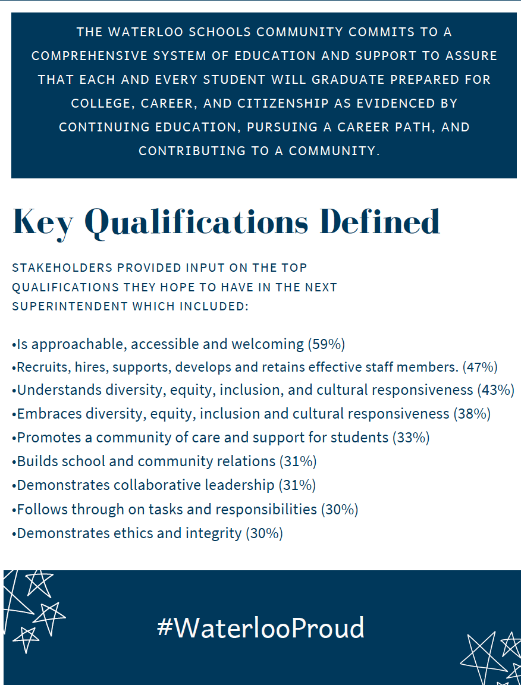 THE WATERLOO SCHOOLS COMMUNITY COMMITS TO A
COMPREHENSIVE SYSTEM OF EDUCATION AND SUPPORT TO ASSURE
THAT EACH AND EVERY STUDENT WILL GRADUATE PREPARED FOR
COLLEGE, CAREER, AND CITIZENSHIP AS EVIDENCED BY
CONTINUING EDUCATION, PURSUING A CAREER PATH, AND
CONTRIBUTING TO A COMMUNITY.
Key Qualifications Defined
STAKEHOLDERS PROVIDED INPUT ON THE TOP
QUALIFICATIONS THEY HOPE TO HAVE IN THE NEXT
SUPERINTENDENT WHICH INCLUDED:
•Is approachable, accessible and welcoming (59%)
•Recruits, hires, supports, develops and retains effective staff members. (47%)
•Understands diversity, equity, inclusion, and cultural responsiveness (43%)
•Embraces diversity, equity, inclusion and cultural responsiveness (38%)
•Promotes a community of care and support for students (33%)
•Builds school and community relations (31%)
•Demonstrates collaborative leadership (31%)
•Follows through on tasks and responsibilities (30%)
•Demonstrates ethics and integrity (30%)
#WaterlooProud